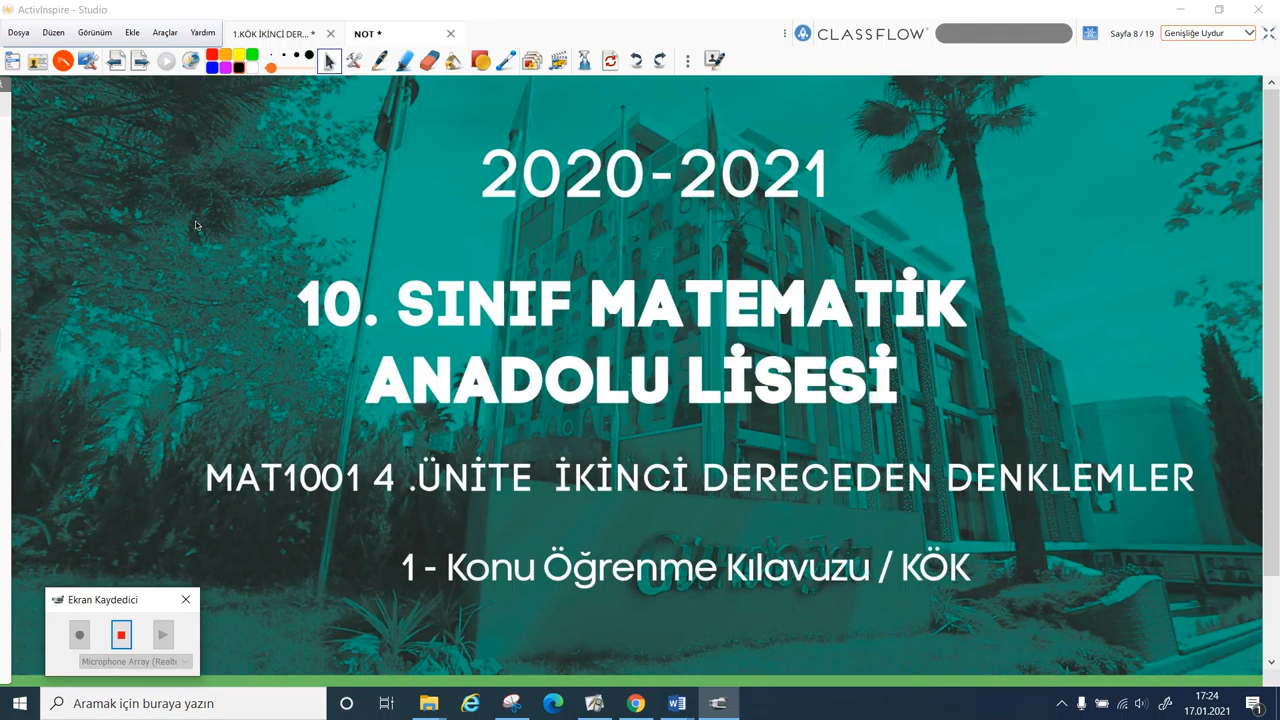 ActivInspire - Studio
Dosya Düzen Görünüm Ekle Araçlar Yardım
1.KÖK İKİNCİ DER... *
NOT *
CLASSFLOW
Sayfa 8 / 19
Genişliğe Uydur
2020-2021
10. SINIF MATEMATİK
ANADOLU LİSESİ
MAT1001 4 .ÜNİTE İKİNCİ DERECEDEN DENKLEMLER
1 - Konu Öğrenme Kılavuzu / KÖK
Ekran Kaydedici
Microphone Array (Realte
Aramak için buraya yazın
17:24
17.01.2021
1